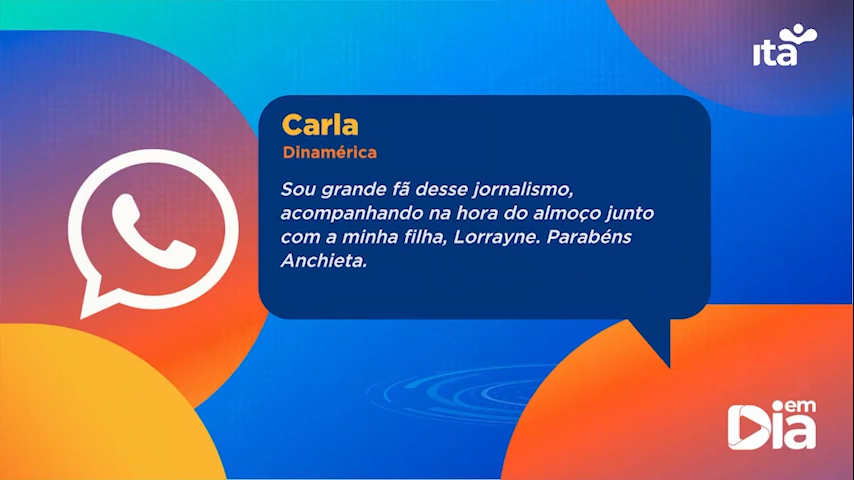 ita
Carla
Dinamérica
Sou grande fã desse jornalismo,
acompanhando na hora do almoço junto
com a minha filha, Lorrayne. Parabéns
Anchieta.
em
Dia